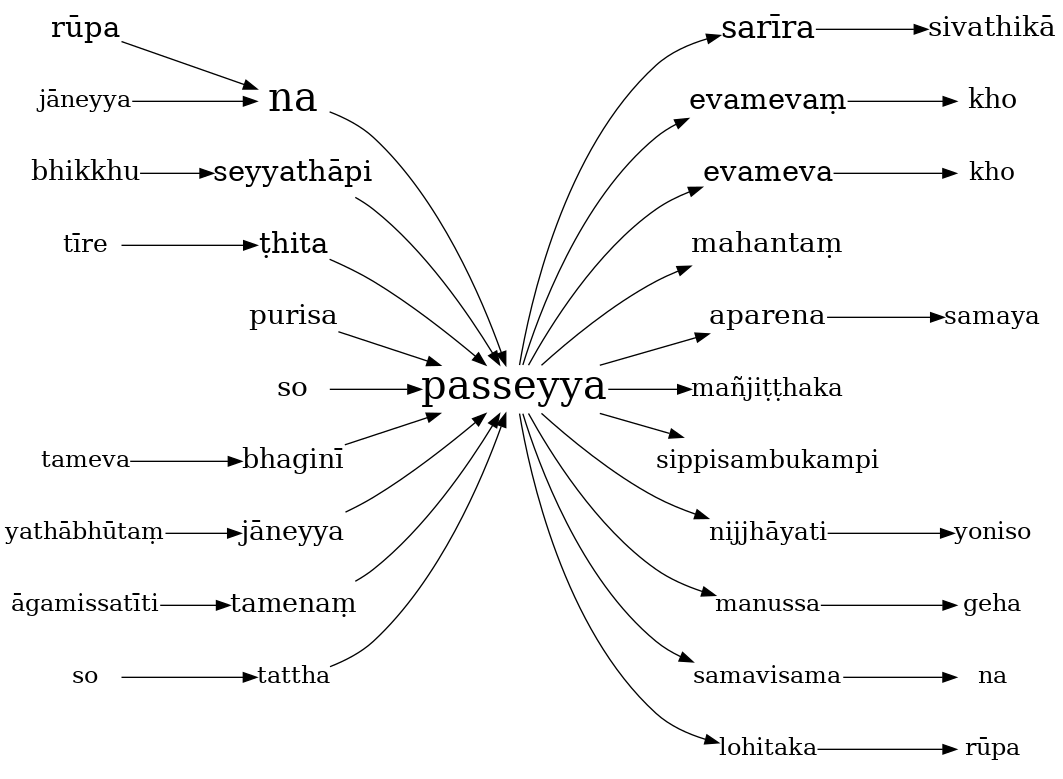 rūpa
sarīra sivathikā
jāneyya na evamevaṃ kho
bhikkhu seyyathāpi evameva kho
tīre ṭhita mahantaṃ
purisa aparena samaya
so passeyya mañjiṭṭhaka
tameva bhaginī sippisambukampi
yathābhūtaṃ jāneyya nijjhāyati yoniso
āgamissatīti tamenaṃ manussa geha
so tattha samavisama na
lohitaka rūpa